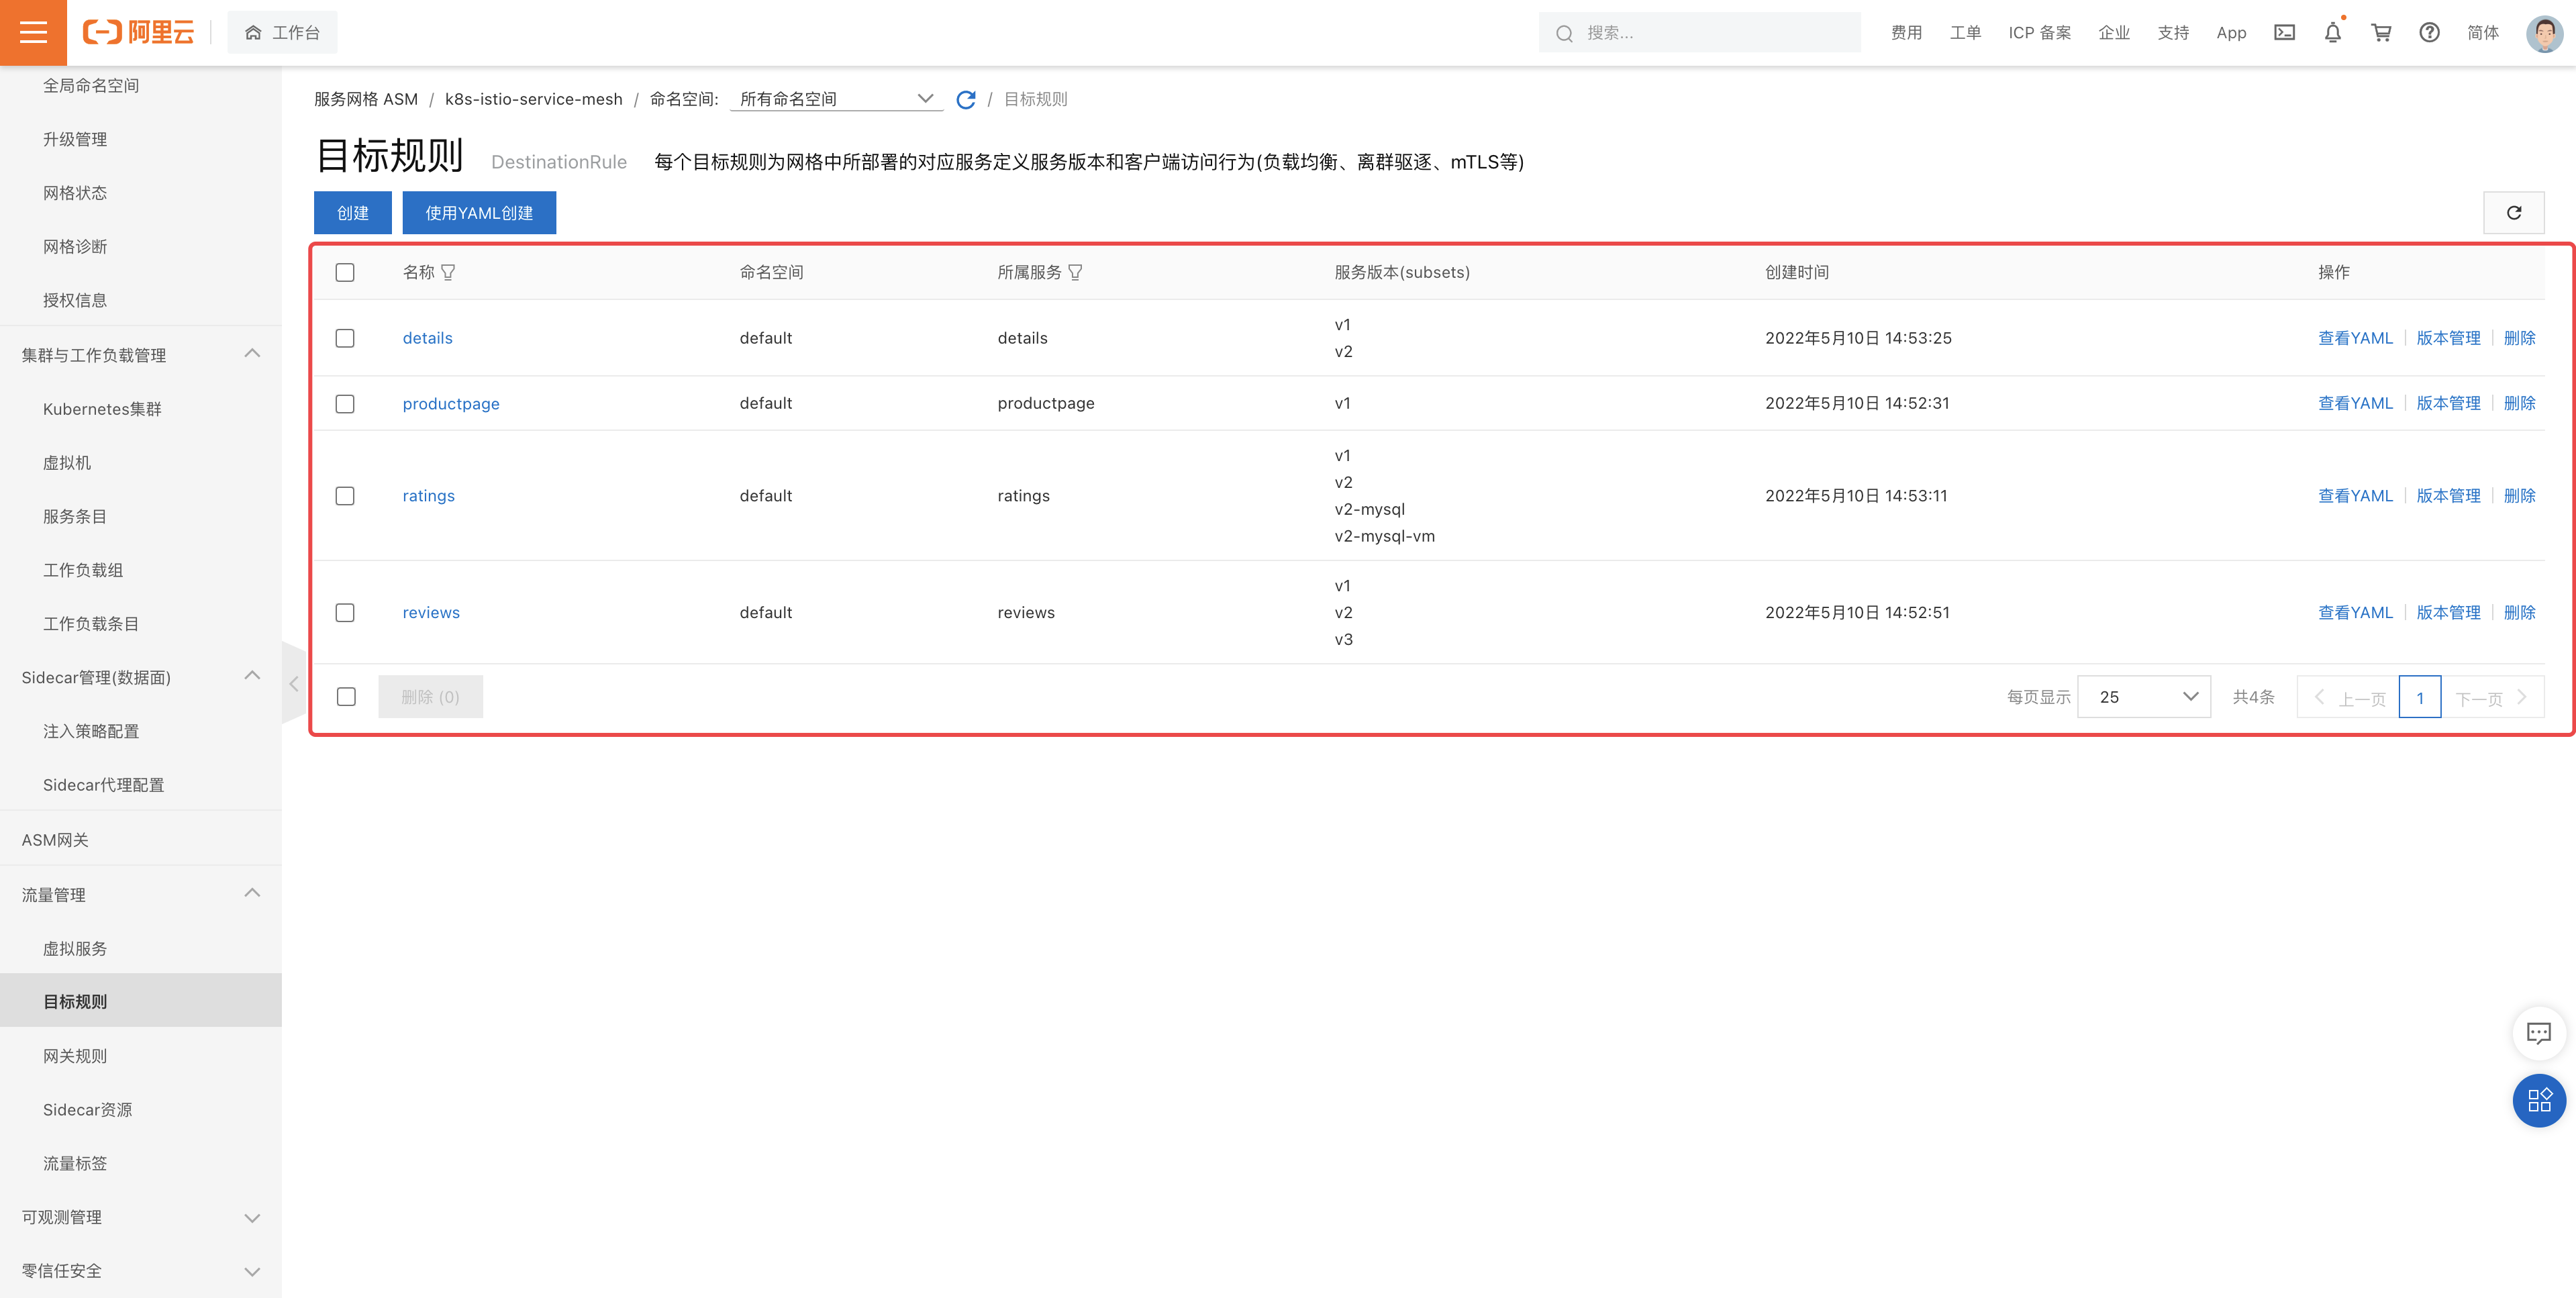 阿里云
工作台
搜索...
费用
工单
ICP 备案
企业
支持
App
简体
全局命名空间
升级管理
网格状态
网格诊断
授权信息
集群与工作负载管理
Kubernetes集群
虚拟机
服务条目
工作负载组
工作负载条目
Sidecar管理(数据面)
注入策略配置
Sidecar代理配置
ASM网关
流量管理
虚拟服务
目标规则
网关规则
Sidecar资源
流量标签
可观测管理
零信任安全
服务网格 ASM / k8s-istio-service-mesh / 命名空间: 所有命名空间 / 目标规则
目标规则 DestinationRule 每个目标规则为网格中所部署的对应服务定义服务版本和客户端访问行为(负载均衡、离群驱逐、mTLS等)
创建 使用YAML创建
名称 命名空间 所属服务 服务版本(subsets) 创建时间 操作
details default details v1 2022年5月10日 14:53:25 查看YAML 版本管理 删除
v2
productpage default productpage v1 2022年5月10日 14:52:31 查看YAML 版本管理 删除
ratings default ratings v1 2022年5月10日 14:53:11 查看YAML 版本管理 删除
v2
v2-mysql
v2-mysql-vm
reviews default reviews v1 2022年5月10日 14:52:51 查看YAML 版本管理 删除
v2
v3
删除 (0) 每页显示 25 共4条 上一页 1 下一页